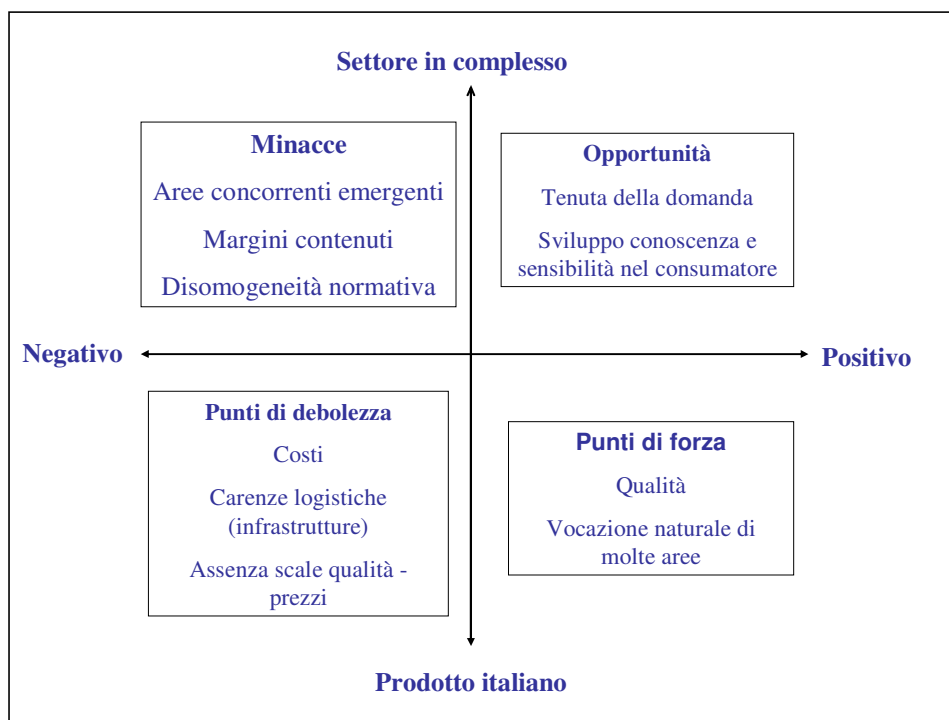 Settore in complesso
Minacce
Aree concorrenti emergenti
Margini contenuti
Disomogeneità normativa
Opportunità
Tenuta della domanda
Sviluppo conoscenza e
sensibilità nel consumatore
Negativo
Positivo
Punti di debolezza
Costi
Carenze logistiche
(infrastrutture)
Assenza scale qualità -
prezzi
Punti di forza
Qualità
Vocazione naturale di
molte aree
Prodotto italiano